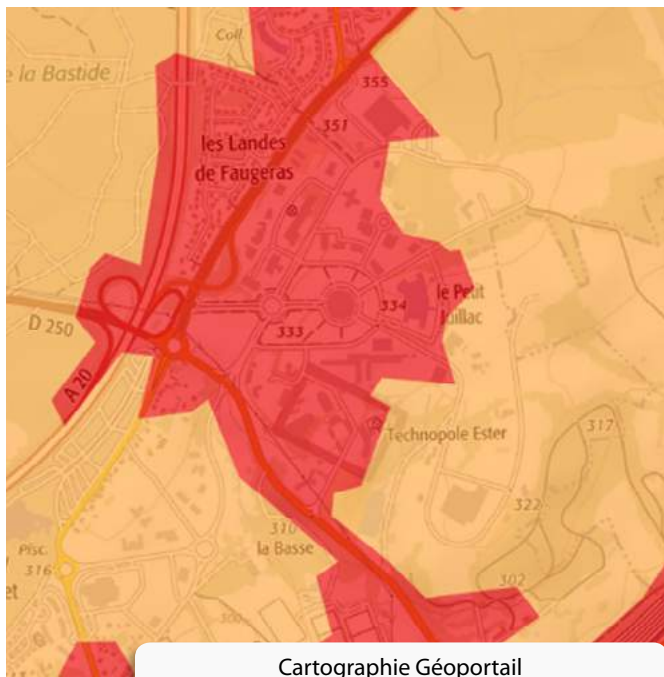 Coll.
e la Bastide
355
351
les Landes
de Faugeras
334
le Petit
Juillac
D 250
333
A 20
Technopole Ester
317
322
310
la Basse
Pisc.
316
et
302
300
Cartographie Géoportail